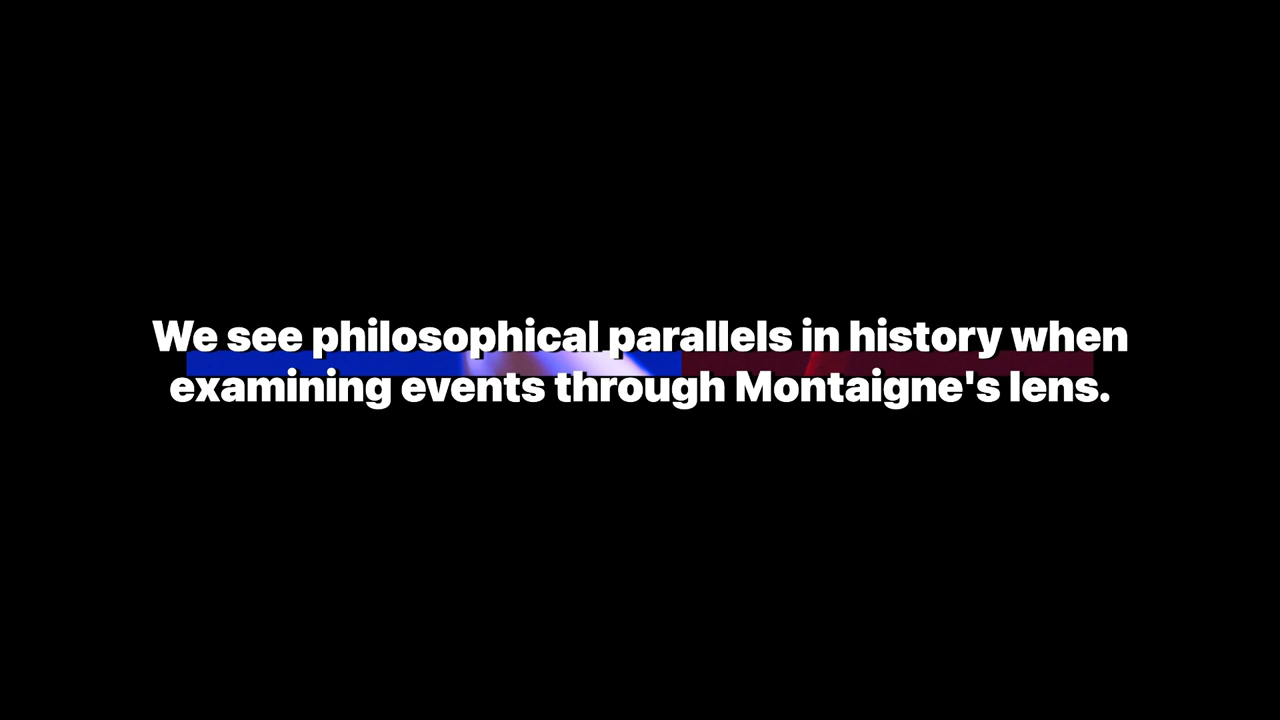 We see philosophical parallels in history when
examining events through Montaigne's lens.